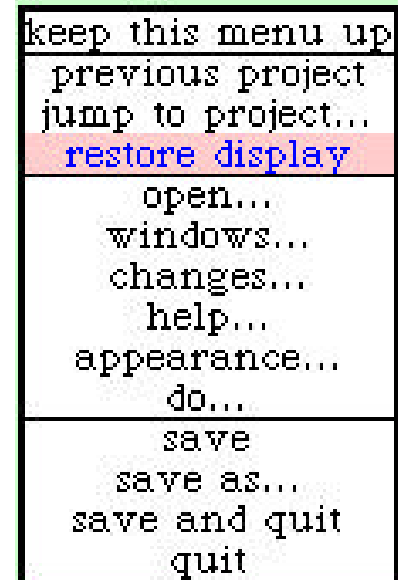 keep this menu up
previous project
jump to project...
restore display
open...
windows...
changes...
help...
appearance...
do...
save
save as...
save and quit
quit